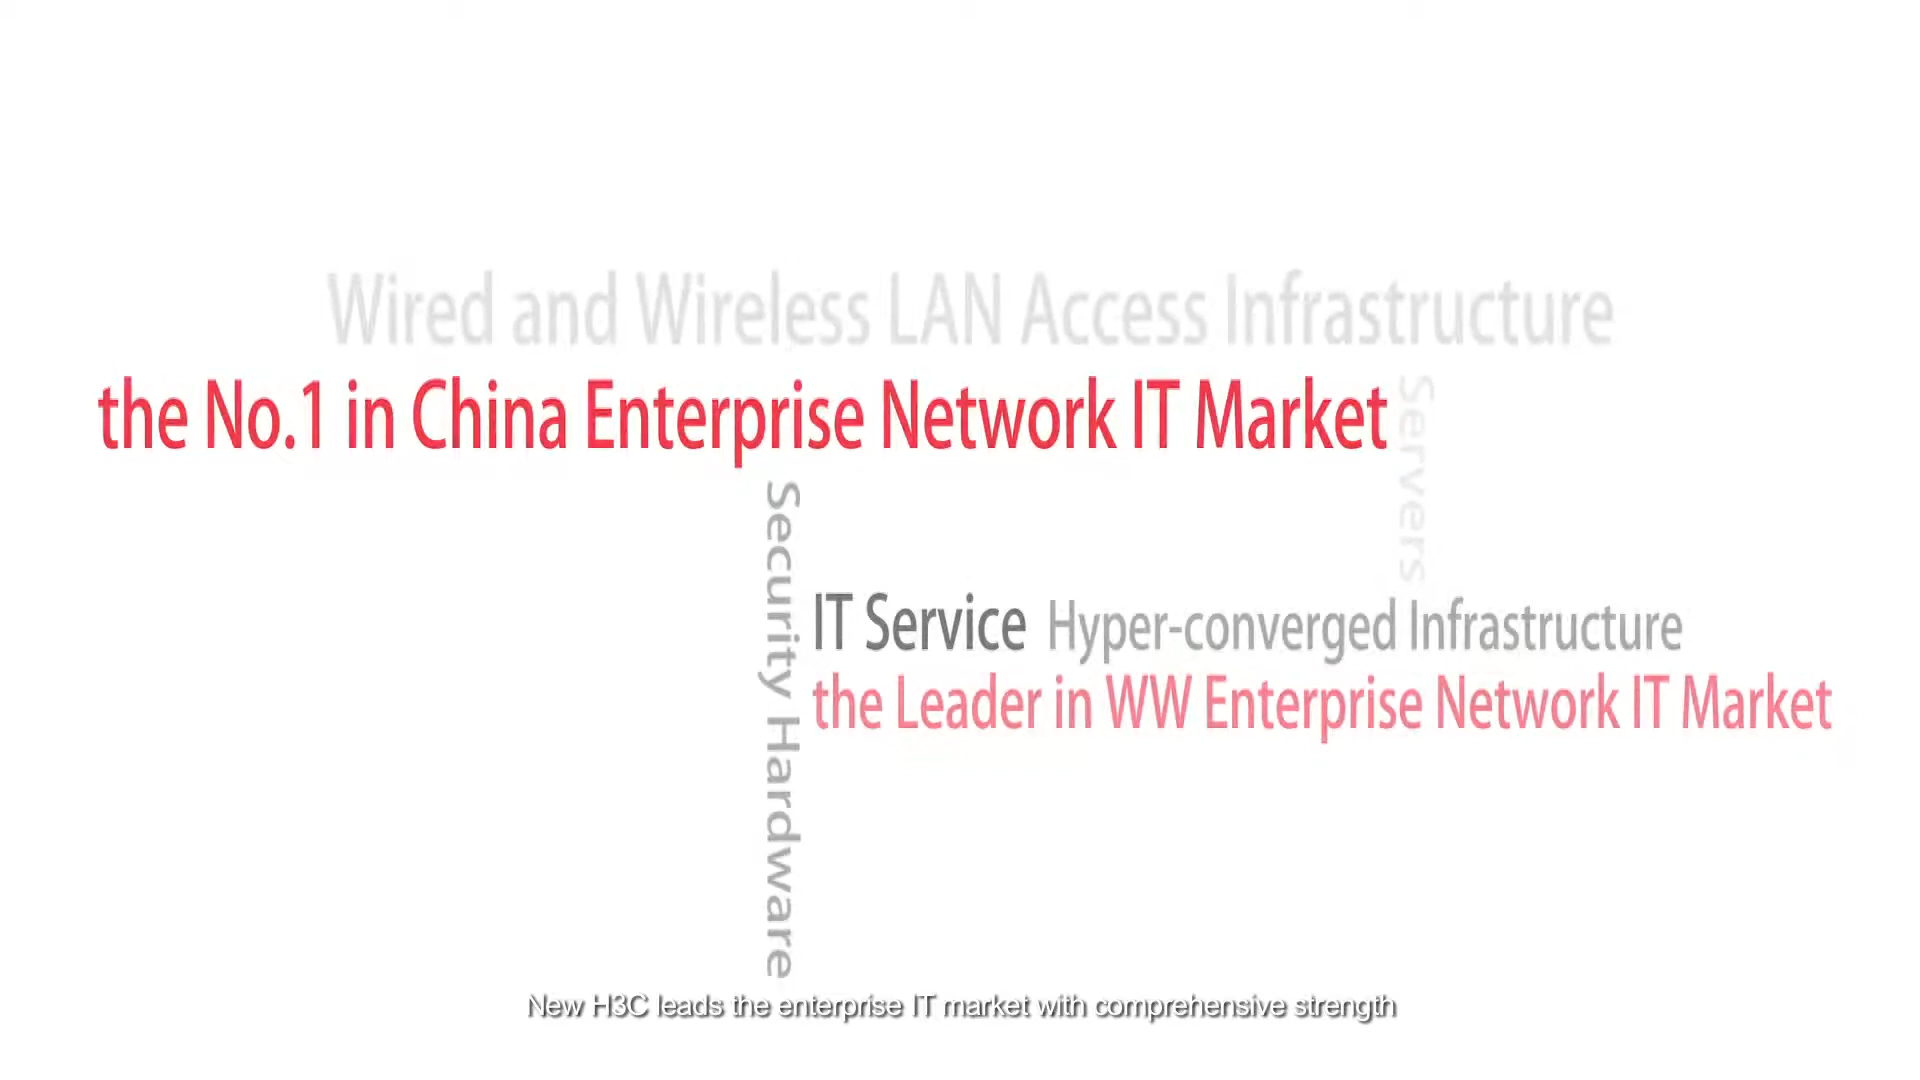 Wired and Wireless LAN Access Infrastructure
the No.1 in China Enterprise Network IT Market
Servers
Security Hardware
IT Service
Hyper-converged Infrastructure
the Leader in WW Enterprise Network IT Market
New H3C leads the enterprise IT market with comprehensive strength